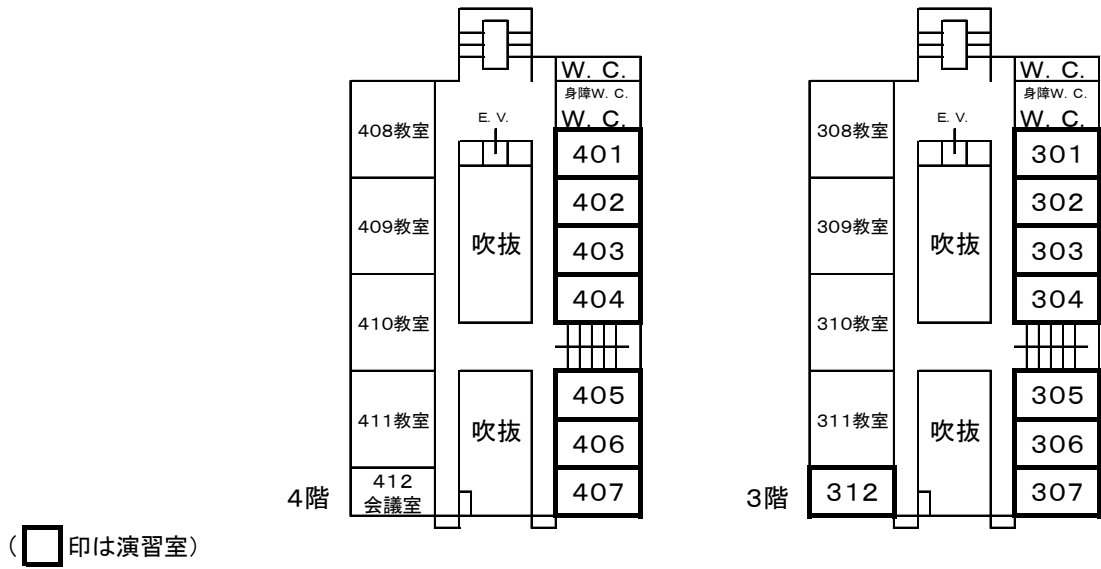 W. C.
身障W. C.
W. C.
E. V.
408教室
401
402
409教室
吹抜
403
404
410教室
405
411教室
吹抜
406
412
会議室
407
4階
W. C.
身障W. C.
W. C.
E. V.
308教室
301
302
309教室
吹抜
303
304
310教室
305
311教室
吹抜
306
312
307
3階
(□印は演習室)